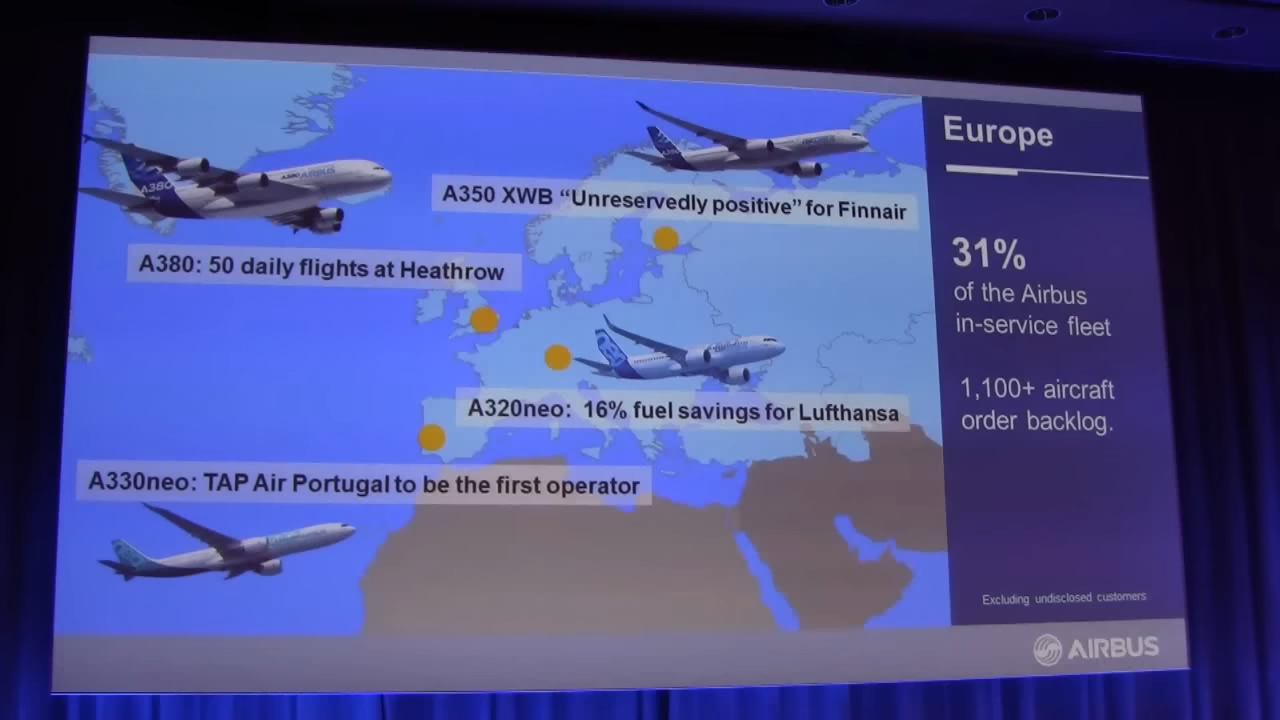 A380
AIRBUS
A350 XWB “Unreservedly positive” for Finnair
A380: 50 daily flights at Heathrow
A320neo: 16% fuel savings for Lufthansa
A330neo: TAP Air Portugal to be the first operator
Europe
31%
of the Airbus
in-service fleet
1,100+ aircraft
order backlog.
Excluding undisclosed customers
AIRBUS